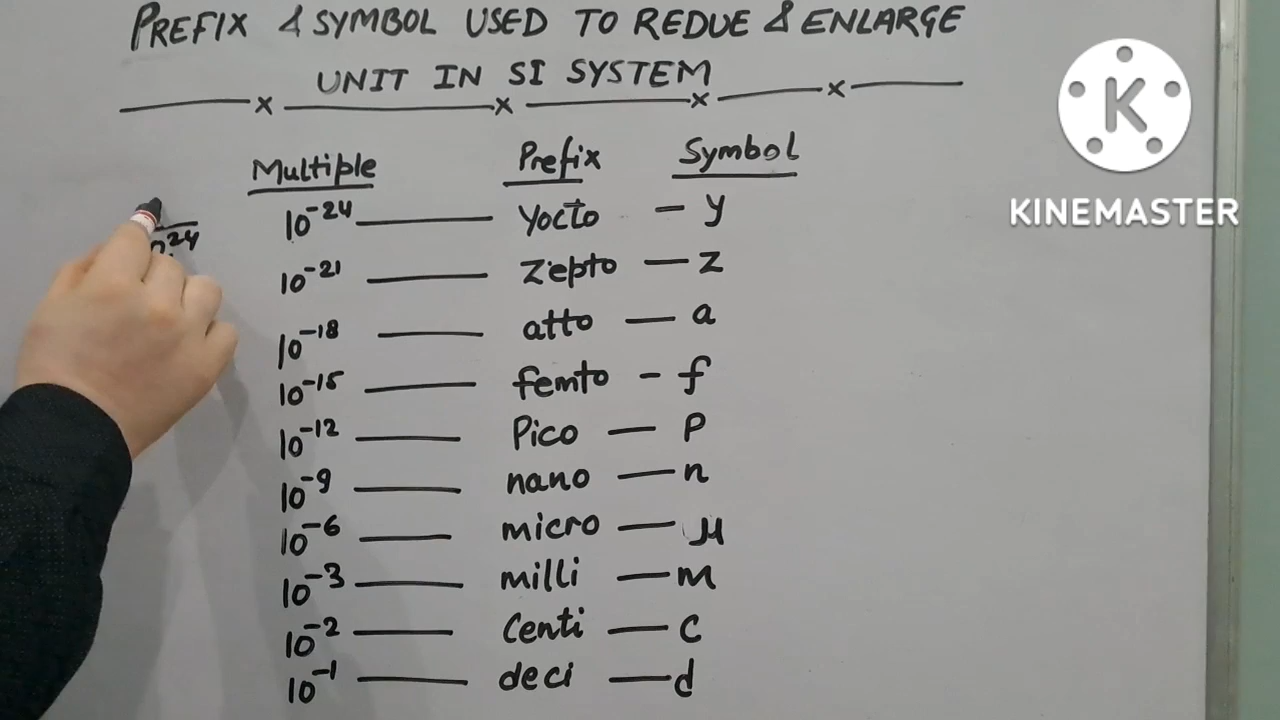 PREFIX & SYMBOL USED TO REDUE & ENLARGE
UNIT IN SI SYSTEM
KINEMASTER
Multiple Prefix Symbol
10⁻²⁴ — Yocto — y
10⁻²¹ — Zepto — z
10⁻¹⁸ — atto — a
10⁻¹⁵ — femto — f
10⁻¹² — Pico — P
10⁻⁹ — nano — n
10⁻⁶ — micro — μ
10⁻³ — milli — m
10⁻² — Centi — C
10⁻¹ — deci — d